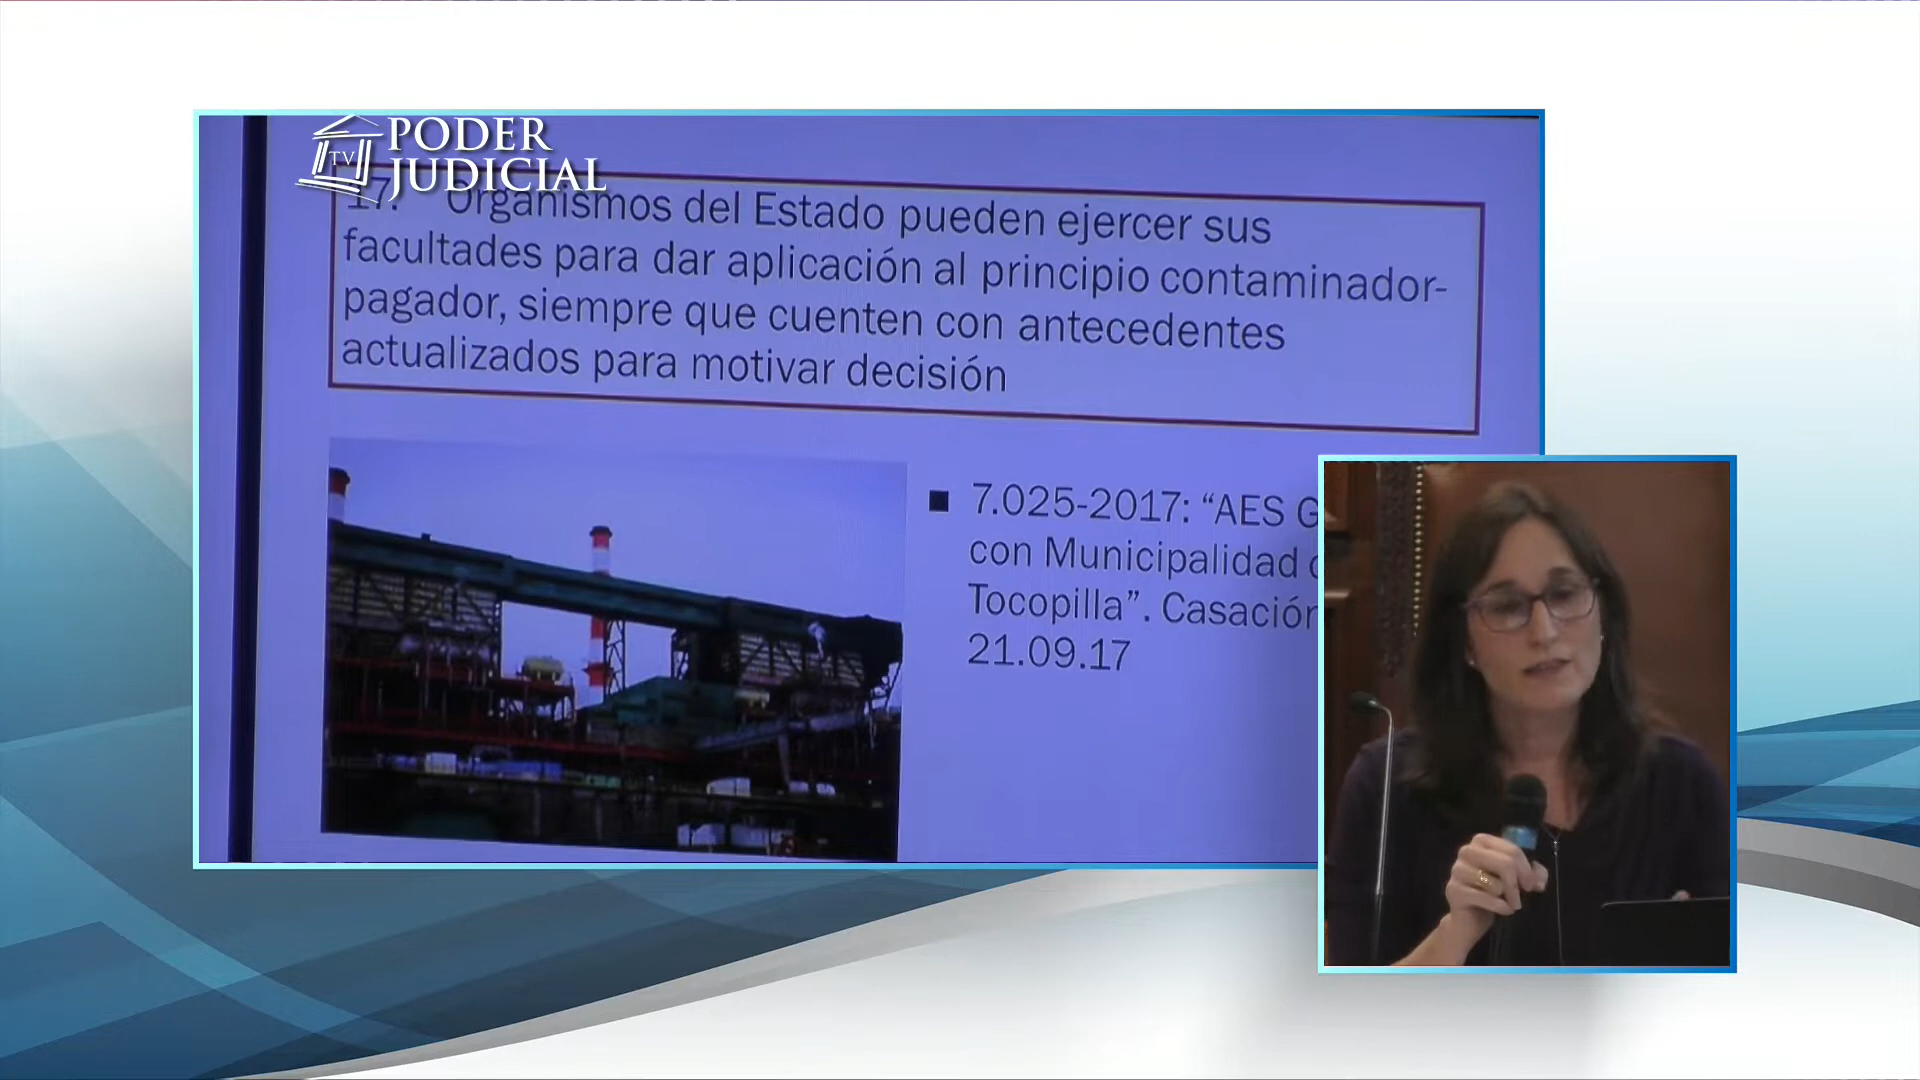 TV
PODER
JUDICIAL
17. Organismos del Estado pueden ejercer sus
facultades para dar aplicación al principio contaminador-
pagador, siempre que cuenten con antecedentes
actualizados para motivar decisión
■ 7.025-2017: “AES G
con Municipalidad
Tocopilla”. Casación
21.09.17